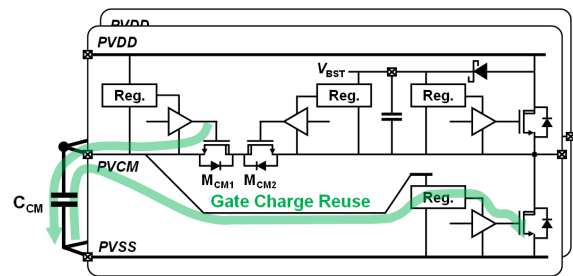 PVDD
PVDD
V_BST
Reg.
Reg.
Reg.
PVCM
M_CM1
M_CM2
C_CM
Gate Charge Reuse
Reg.
PVSS